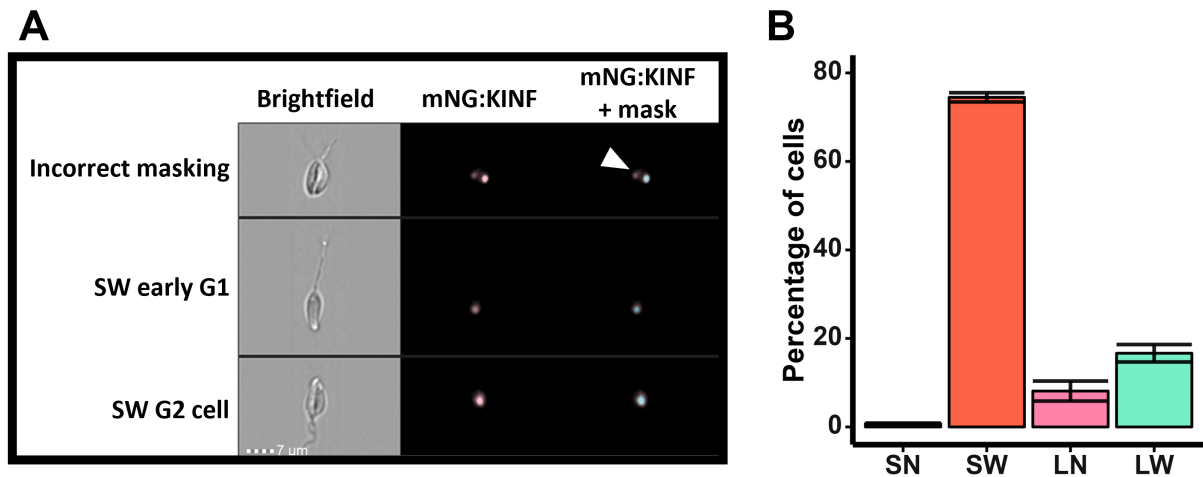 A
Brightfield
mNG:KINF
mNG:KINF
+ mask
Incorrect masking
SW early G1
SW G2 cell
7 um
B
Percentage of cells
80
60
40
20
0
SN
SW
LN
LW